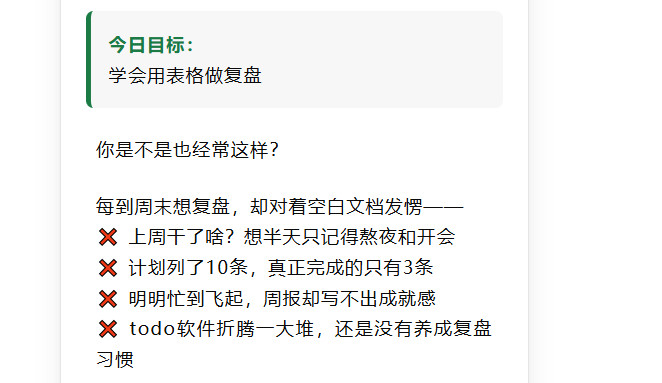 今日目标：
学会用表格做复盘
你是不是也经常这样？
每到周末想复盘，却对着空白文档发愣——
❌ 上周干了啥？想半天只记得熬夜和开会
❌ 计划列了10条，真正完成的只有3条
❌ 明明忙到飞起，周报却写不出成就感
❌ todo软件折腾一大堆，还是没有养成复盘
习惯